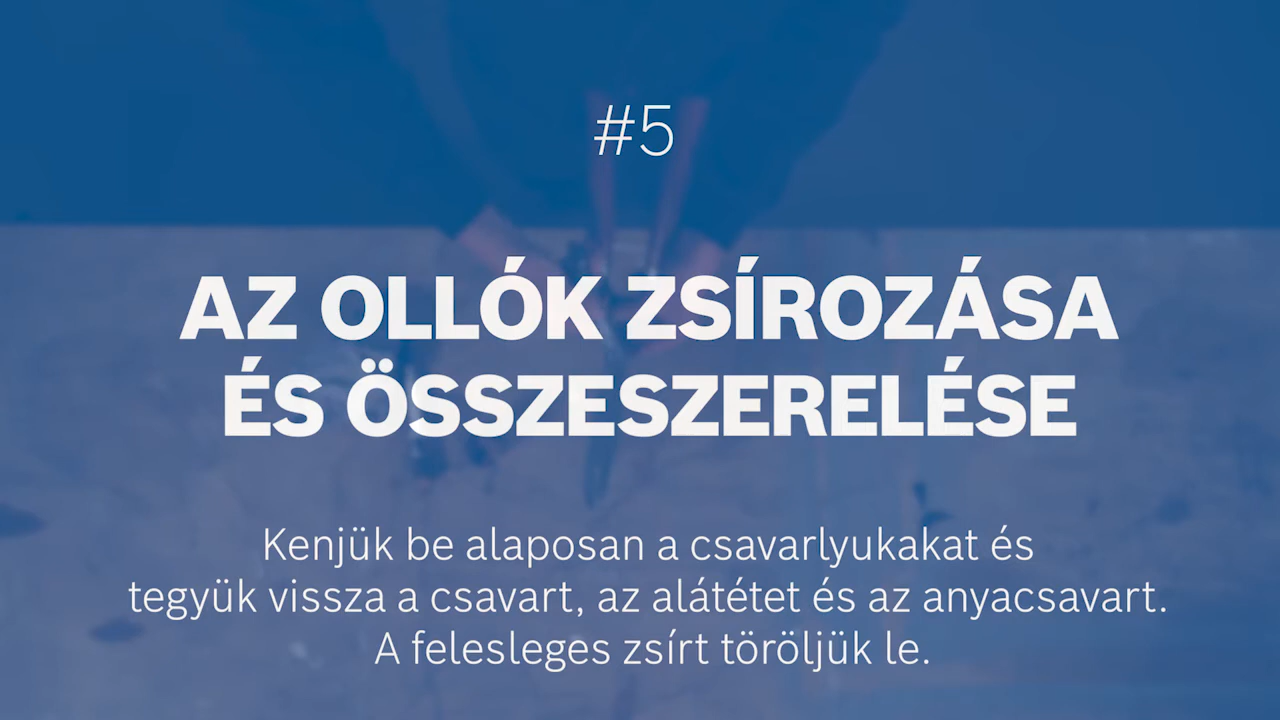 #5
AZ OLLÓK ZSÍROZÁSA
ÉS ÖSSZESZERELÉSE
Kenjük be alaposan a csavarlyukakat és
tegyük vissza a csavart, az alátétet és az anyacsavart.
A felesleges zsírt töröljük le.